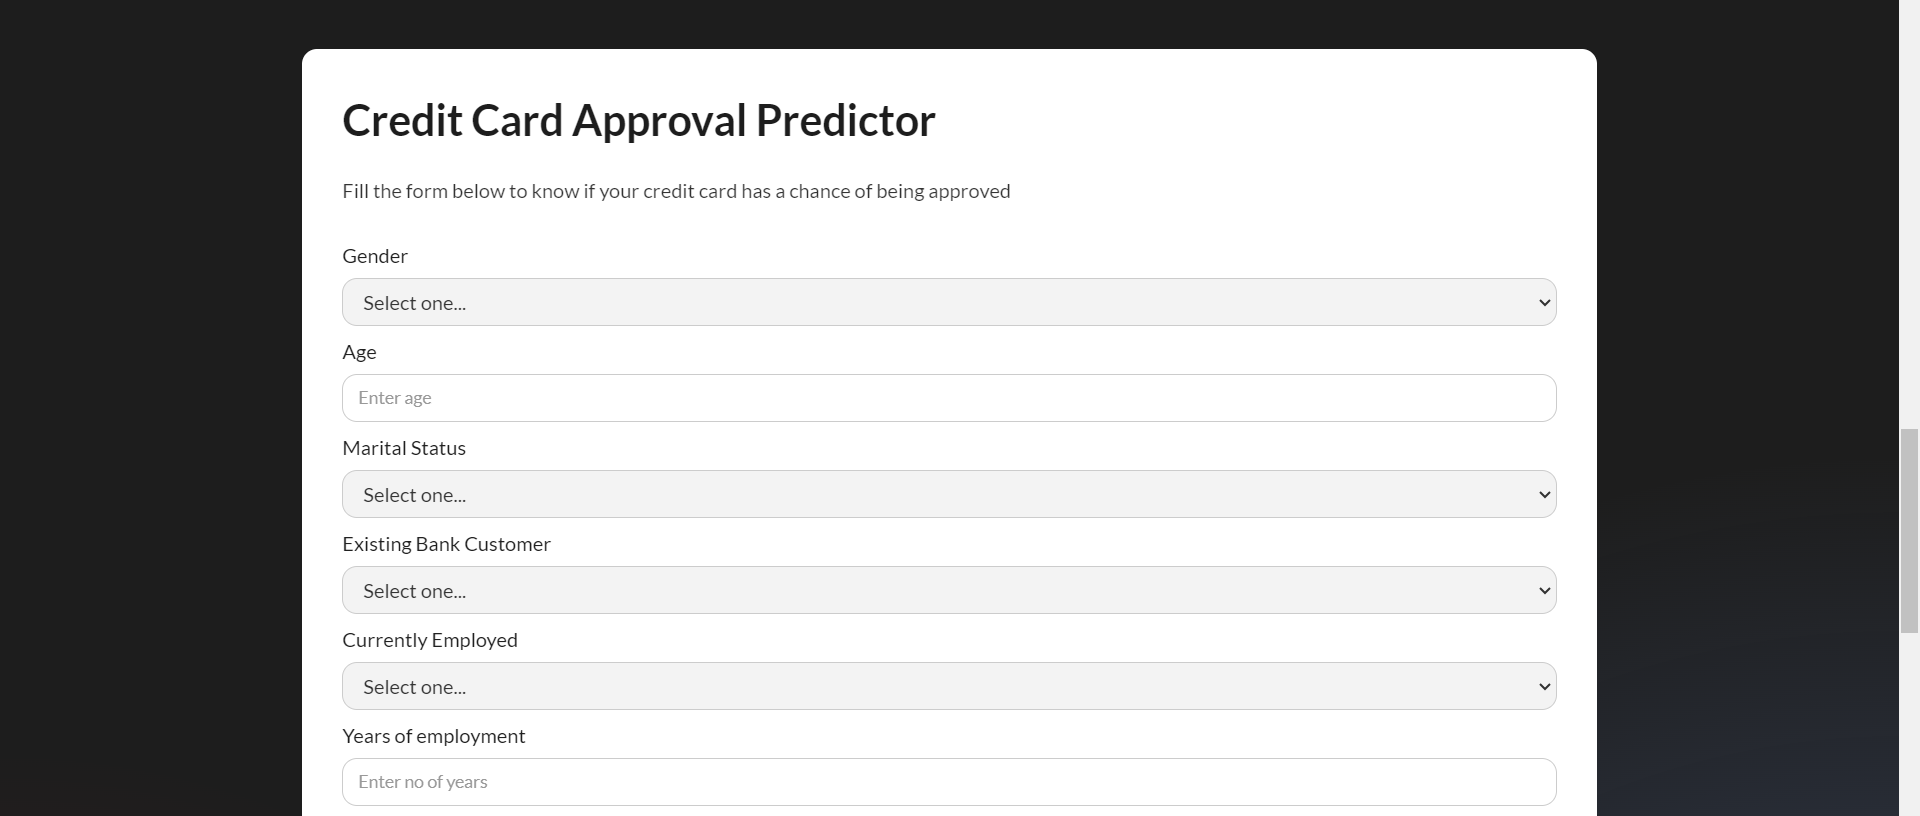 Credit Card Approval Predictor
Fill the form below to know if your credit card has a chance of being approved
Gender
Select one...
Age
Enter age
Marital Status
Select one...
Existing Bank Customer
Select one...
Currently Employed
Select one...
Years of employment
Enter no of years